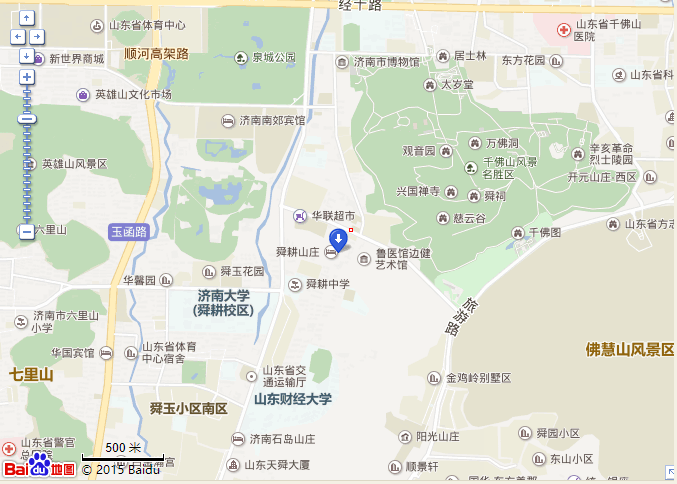 经十路
山东省体育中心
山东省千佛山
医院
顺河高架路
居士林
新世界商城
泉城公园
济南市博物馆
东方花园
山东省科
太岁堂
英雄山文化市场
济南南郊宾馆
万佛洞
观音园
辛亥革命
烈士陵园
英雄山风景区
千佛山风景
名胜区
开元山庄-西区
兴国禅寺
舜祠
华联超市
慈云谷
山东省方志
六里山
玉函路
千佛图
舜耕山庄
鲁医馆边健
艺术馆
华馨园
舜玉花园
舜耕中学
济南大学
(舜耕校区)
旅游路
济南市六里山
小学
山东省体育
中心宿舍
华国宾馆
佛慧山风景区
七里山
山东省交
通运输厅
金鸡岭别墅区
山东财经大学
舜玉小区南区
山东省警官
济南石岛山庄
阳光山庄
舜园小区
500 米
东山小区
山东天舜大厦
顺景轩
Bai du 地图
© 2015 Baidu